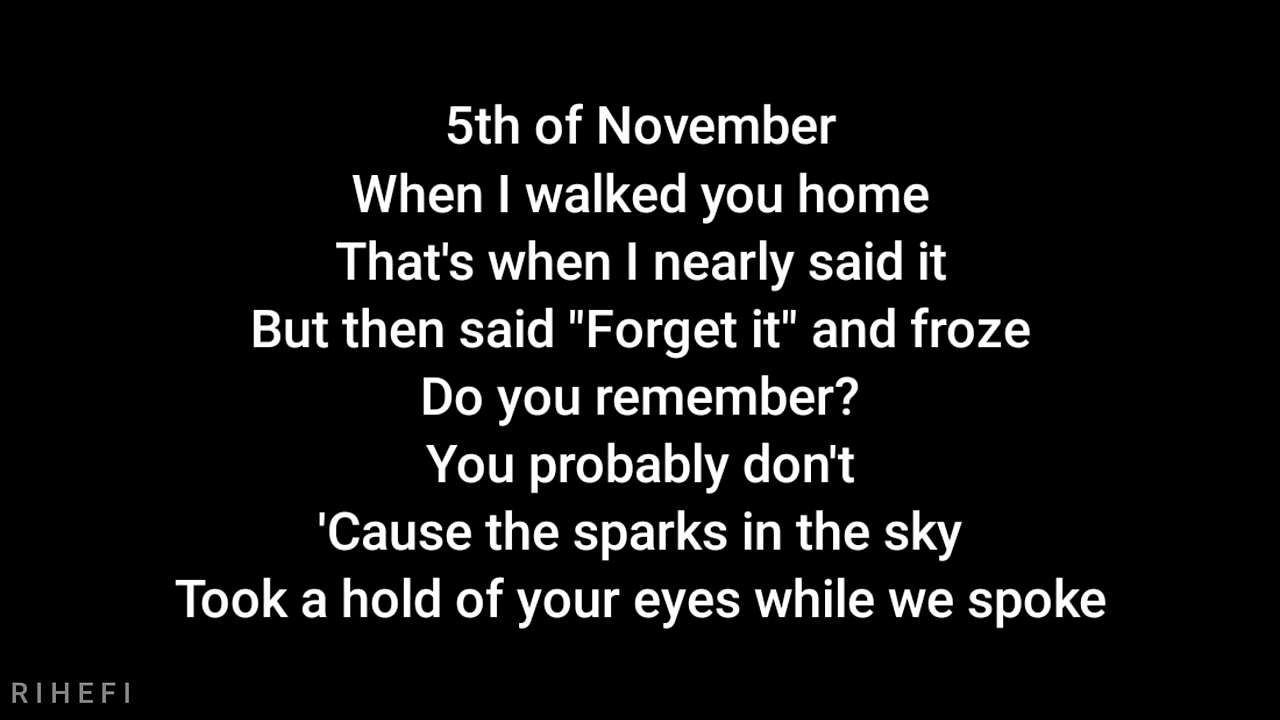 5th of November
When I walked you home
That's when I nearly said it
But then said "Forget it" and froze
Do you remember?
You probably don't
'Cause the sparks in the sky
Took a hold of your eyes while we spoke
RIHEFI